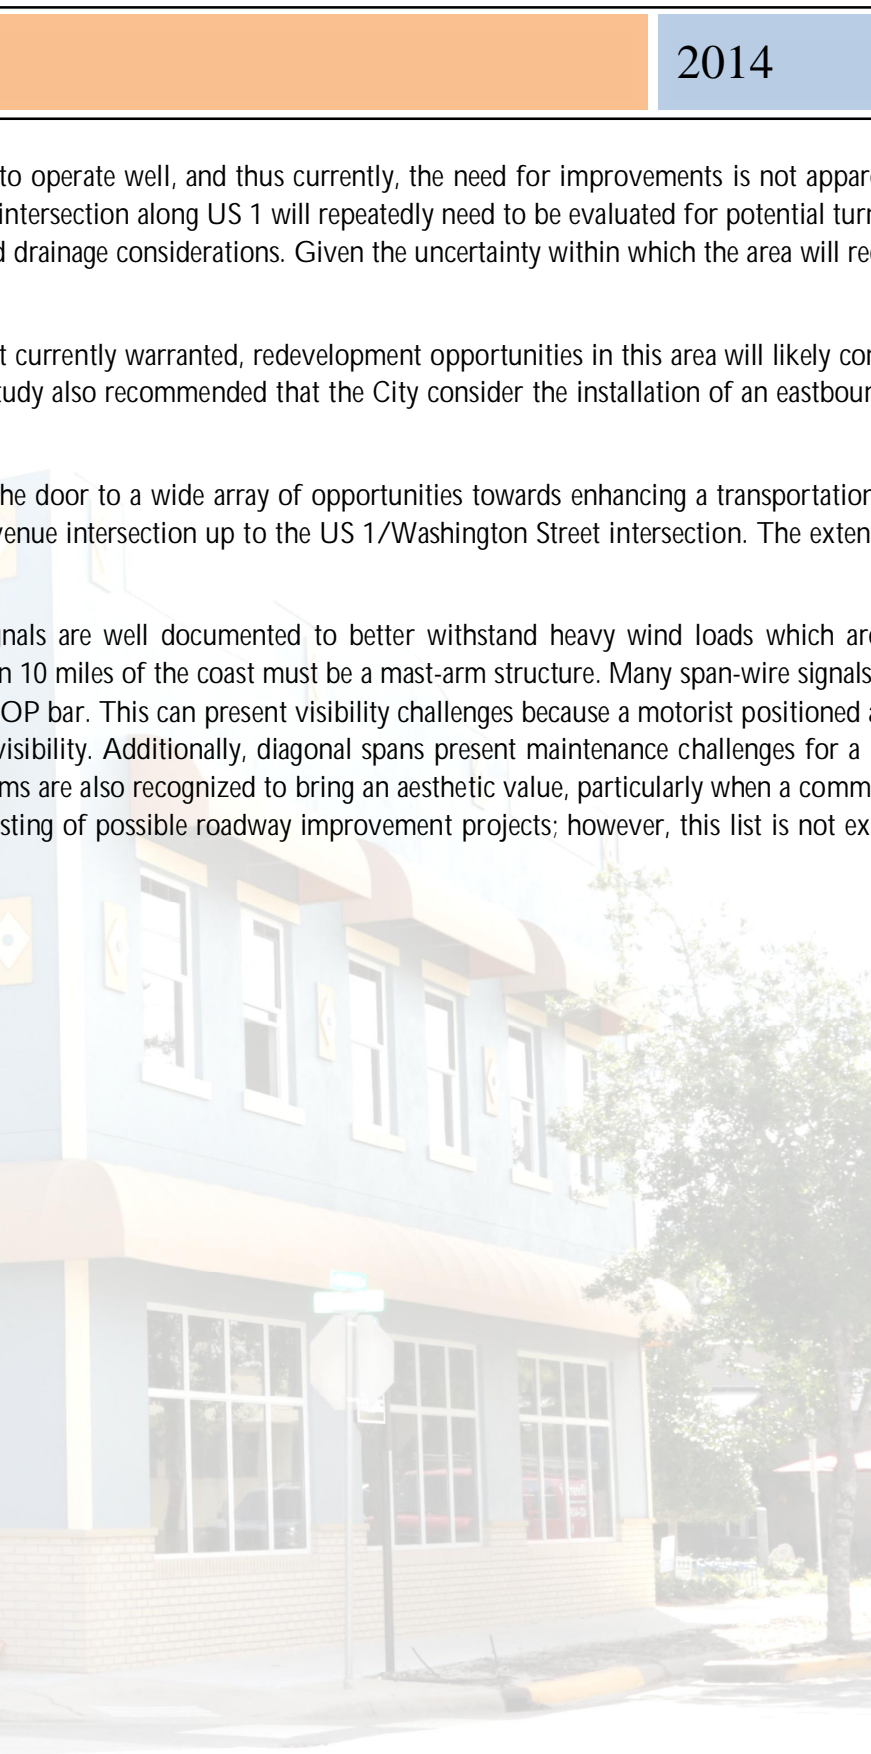 2014
to operate well, and thus currently, the need for improvements is not appar
intersection along US 1 will repeatedly need to be evaluated for potential turn
d drainage considerations. Given the uncertainty within which the area will re
t currently warranted, redevelopment opportunities in this area will likely con
tudy also recommended that the City consider the installation of an eastboun
he door to a wide array of opportunities towards enhancing a transportation
venue intersection up to the US 1/Washington Street intersection. The exten
gnals are well documented to better withstand heavy wind loads which are
n 10 miles of the coast must be a mast-arm structure. Many span-wire signals
OP bar. This can present visibility challenges because a motorist positioned a
visibility. Additionally, diagonal spans present maintenance challenges for a
ms are also recognized to bring an aesthetic value, particularly when a comm
sting of possible roadway improvement projects; however, this list is not ex